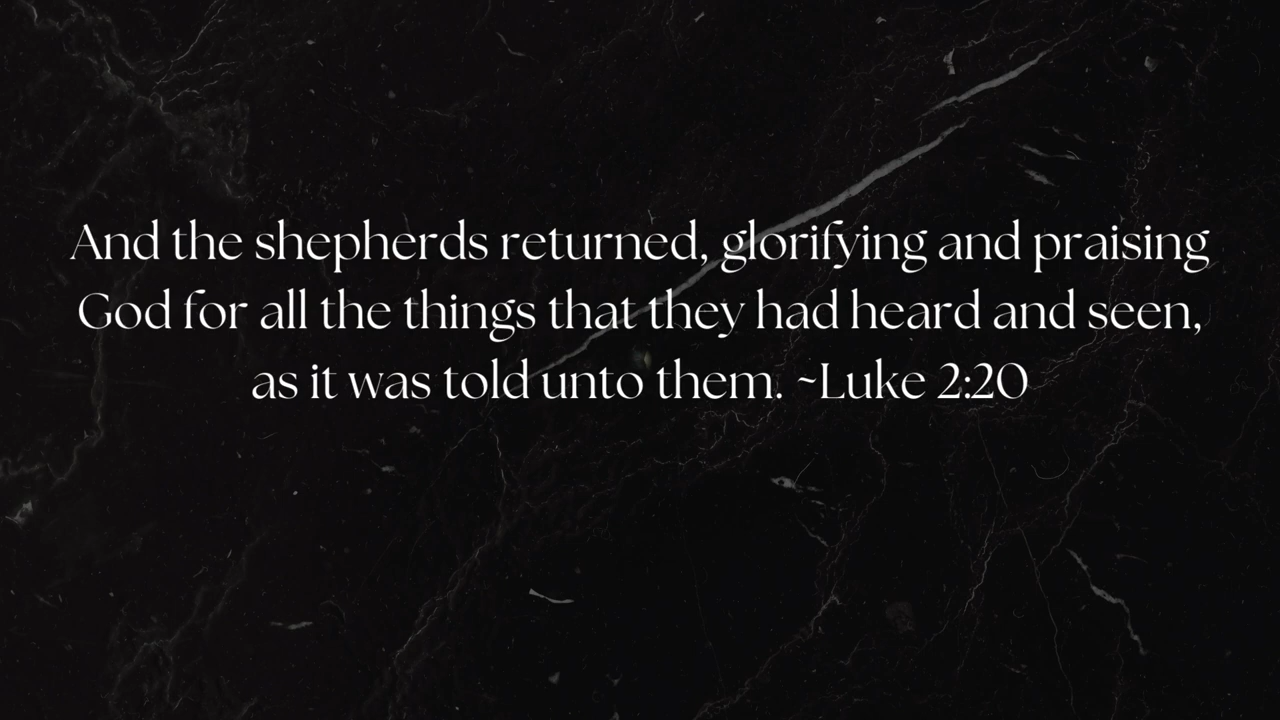 And the shepherds returned, glorifying and praising
God for all the things that they had heard and seen,
as it was told unto them. ~Luke 2:20